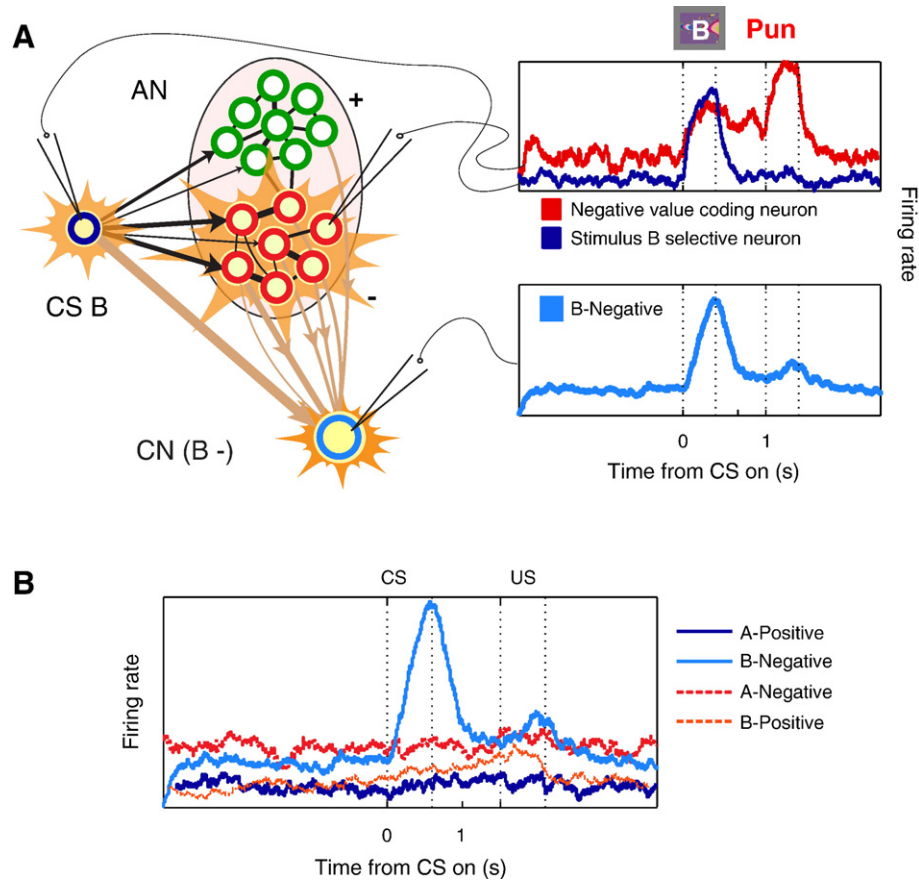 A
AN
+
-
CS B
CN (B -)
B
Pun
Negative value coding neuron
Stimulus B selective neuron
Firing rate
B-Negative
0
1
Time from CS on (s)
B
CS
US
Firing rate
0
1
Time from CS on (s)
A-Positive
B-Negative
A-Negative
B-Positive